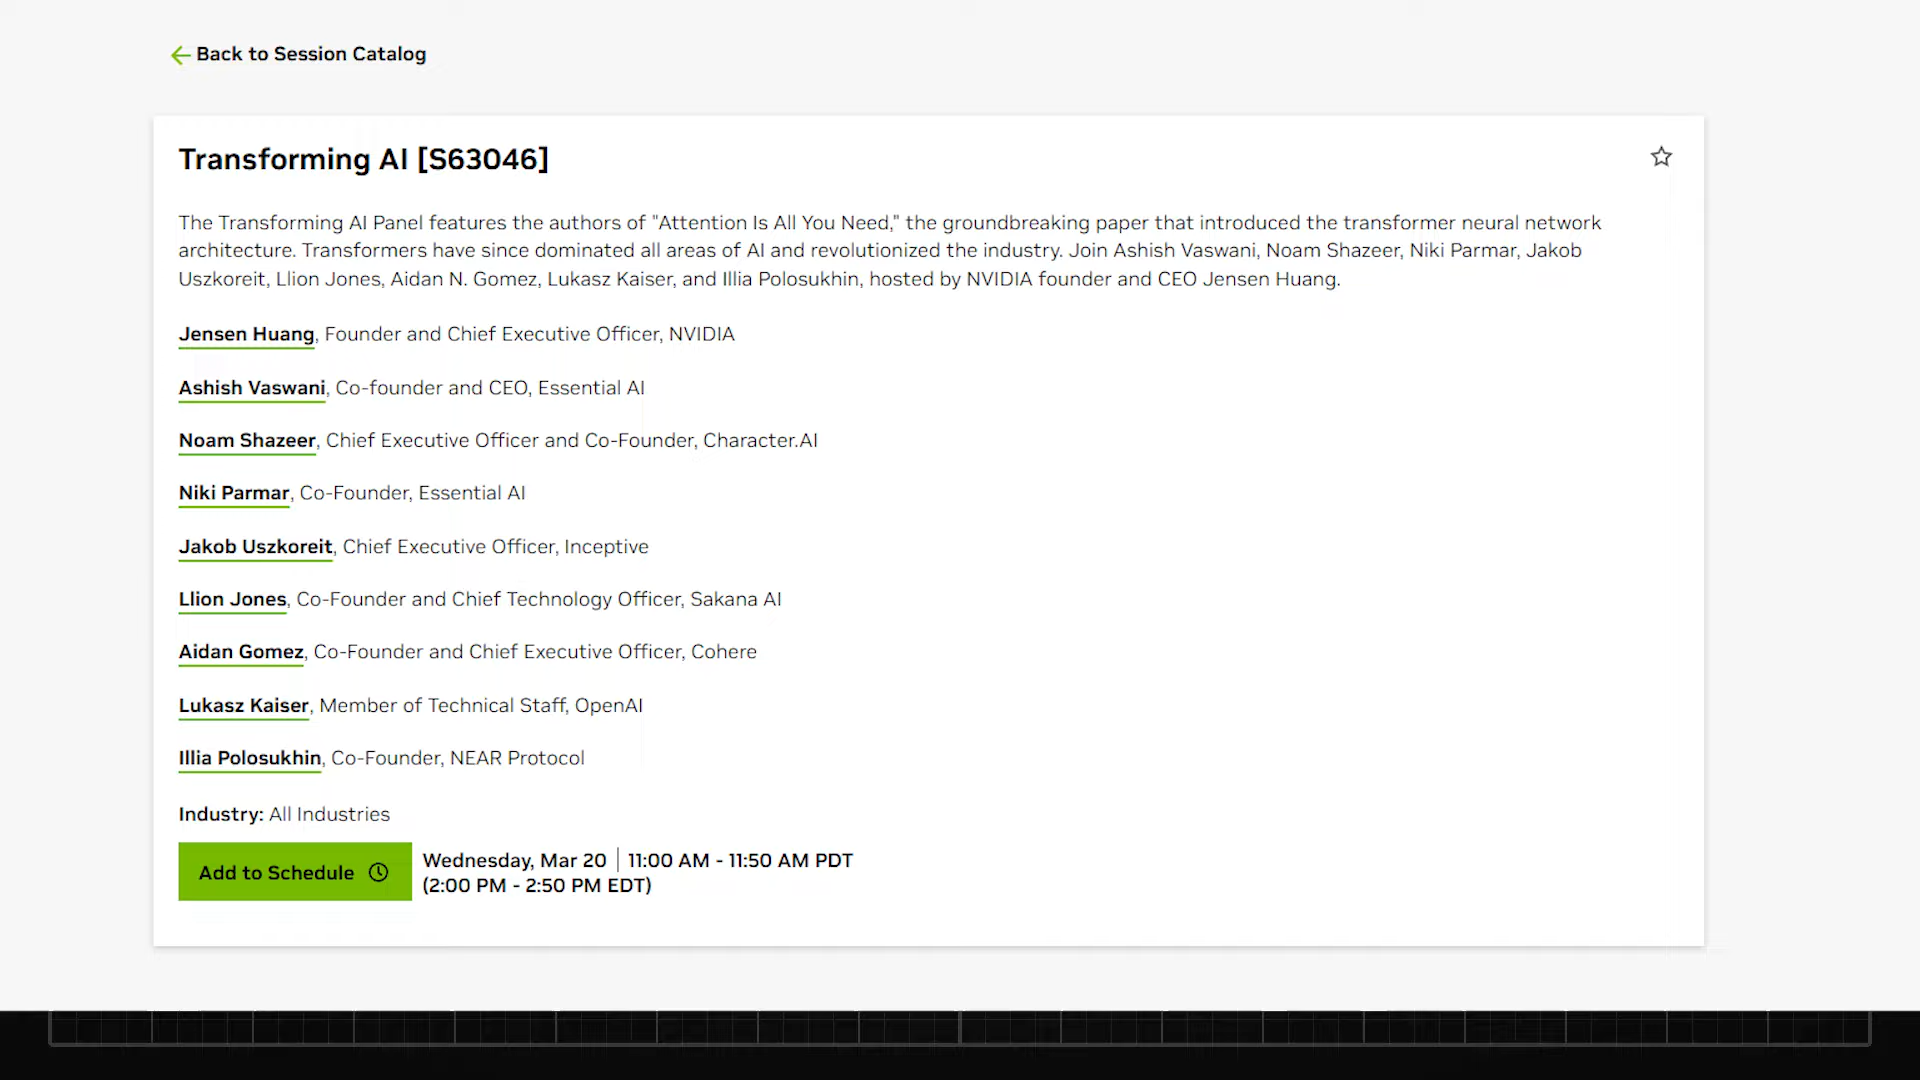 Back to Session Catalog
Transforming AI [S63046]
The Transforming AI Panel features the authors of "Attention Is All You Need," the groundbreaking paper that introduced the transformer neural network
architecture. Transformers have since dominated all areas of AI and revolutionized the industry. Join Ashish Vaswani, Noam Shazeer, Niki Parmar, Jakob
Uszkoreit, Llion Jones, Aidan N. Gomez, Lukasz Kaiser, and Illia Polosukhin, hosted by NVIDIA founder and CEO Jensen Huang.
Jensen Huang, Founder and Chief Executive Officer, NVIDIA
Ashish Vaswani, Co-founder and CEO, Essential AI
Noam Shazeer, Chief Executive Officer and Co-Founder, Character.AI
Niki Parmar, Co-Founder, Essential AI
Jakob Uszkoreit, Chief Executive Officer, Inceptive
Llion Jones, Co-Founder and Chief Technology Officer, Sakana AI
Aidan Gomez, Co-Founder and Chief Executive Officer, Cohere
Lukasz Kaiser, Member of Technical Staff, OpenAI
Illia Polosukhin, Co-Founder, NEAR Protocol
Industry: All Industries
Add to Schedule
Wednesday, Mar 20 | 11:00 AM - 11:50 AM PDT
(2:00 PM - 2:50 PM EDT)